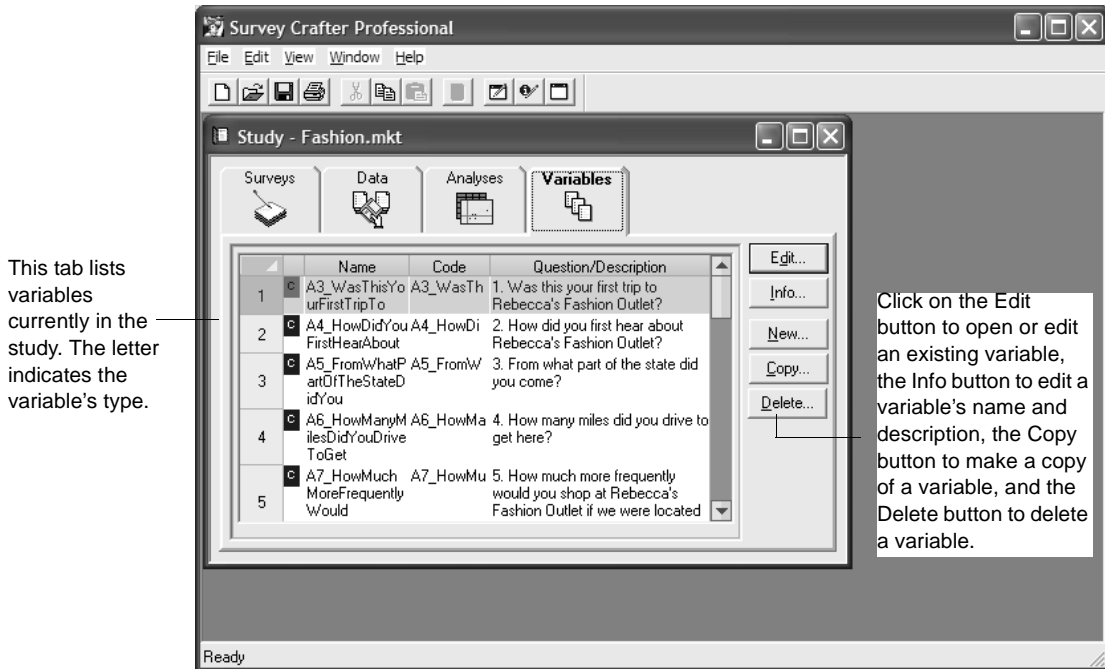 Survey Crafter Professional
File Edit View Window Help
Study - Fashion.mkt
Surveys Data Analyses Variables
Name Code Question/Description
1 C A3_WasThisYo A3_WasTh 1. Was this your first trip to
urFirstTripTo Rebecca's Fashion Outlet?
2 C A4_HowDidYou A4_HowDi 2. How did you first hear about
FirstHearAbout Rebecca's Fashion Outlet?
3 C A5_FromWhatP A5_FromW 3. From what part of the state did
artOfTheStateD you come?
idYou
4 C A6_HowManyM A6_HowMa 4. How many miles did you drive to
ilesDidYouDrive get here?
ToGet
5 C A7_HowMuch A7_HowMu 5. How much more frequently
MoreFrequently would you shop at Rebecca's
Would Fashion Outlet if we were located
Edit...
Info...
New...
Copy...
Delete...
Ready
This tab lists
variables
currently in the
study. The letter
indicates the
variable's type.
Click on the Edit
button to open or edit
an existing variable,
the Info button to edit a
variable's name and
description, the Copy
button to make a copy
of a variable, and the
Delete button to delete
a variable.